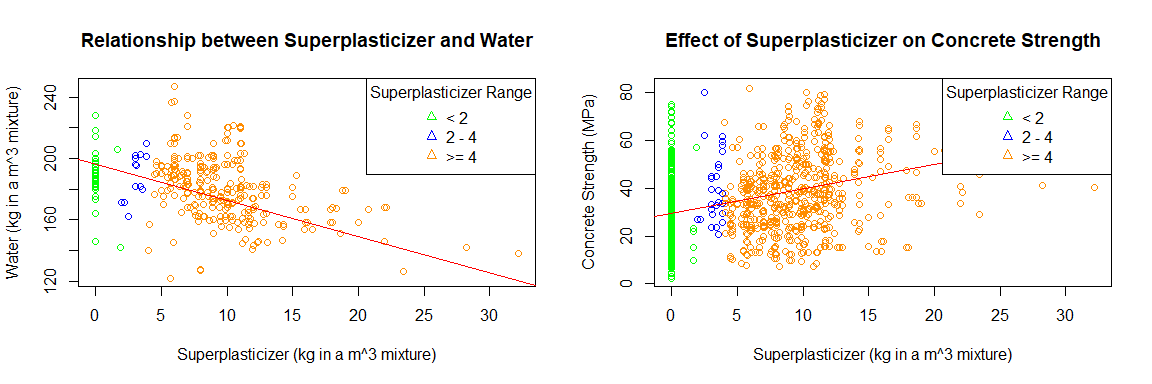 Relationship between Superplasticizer and Water
Water (kg in a m^3 mixture)
240
200
160
120
Superplasticizer Range
< 2
2 - 4
>= 4
0 5 10 15 20 25 30
Superplasticizer (kg in a m^3 mixture)
Effect of Superplasticizer on Concrete Strength
Concrete Strength (MPa)
80
60
40
20
0
Superplasticizer Range
< 2
2 - 4
>= 4
0 5 10 15 20 25 30
Superplasticizer (kg in a m^3 mixture)